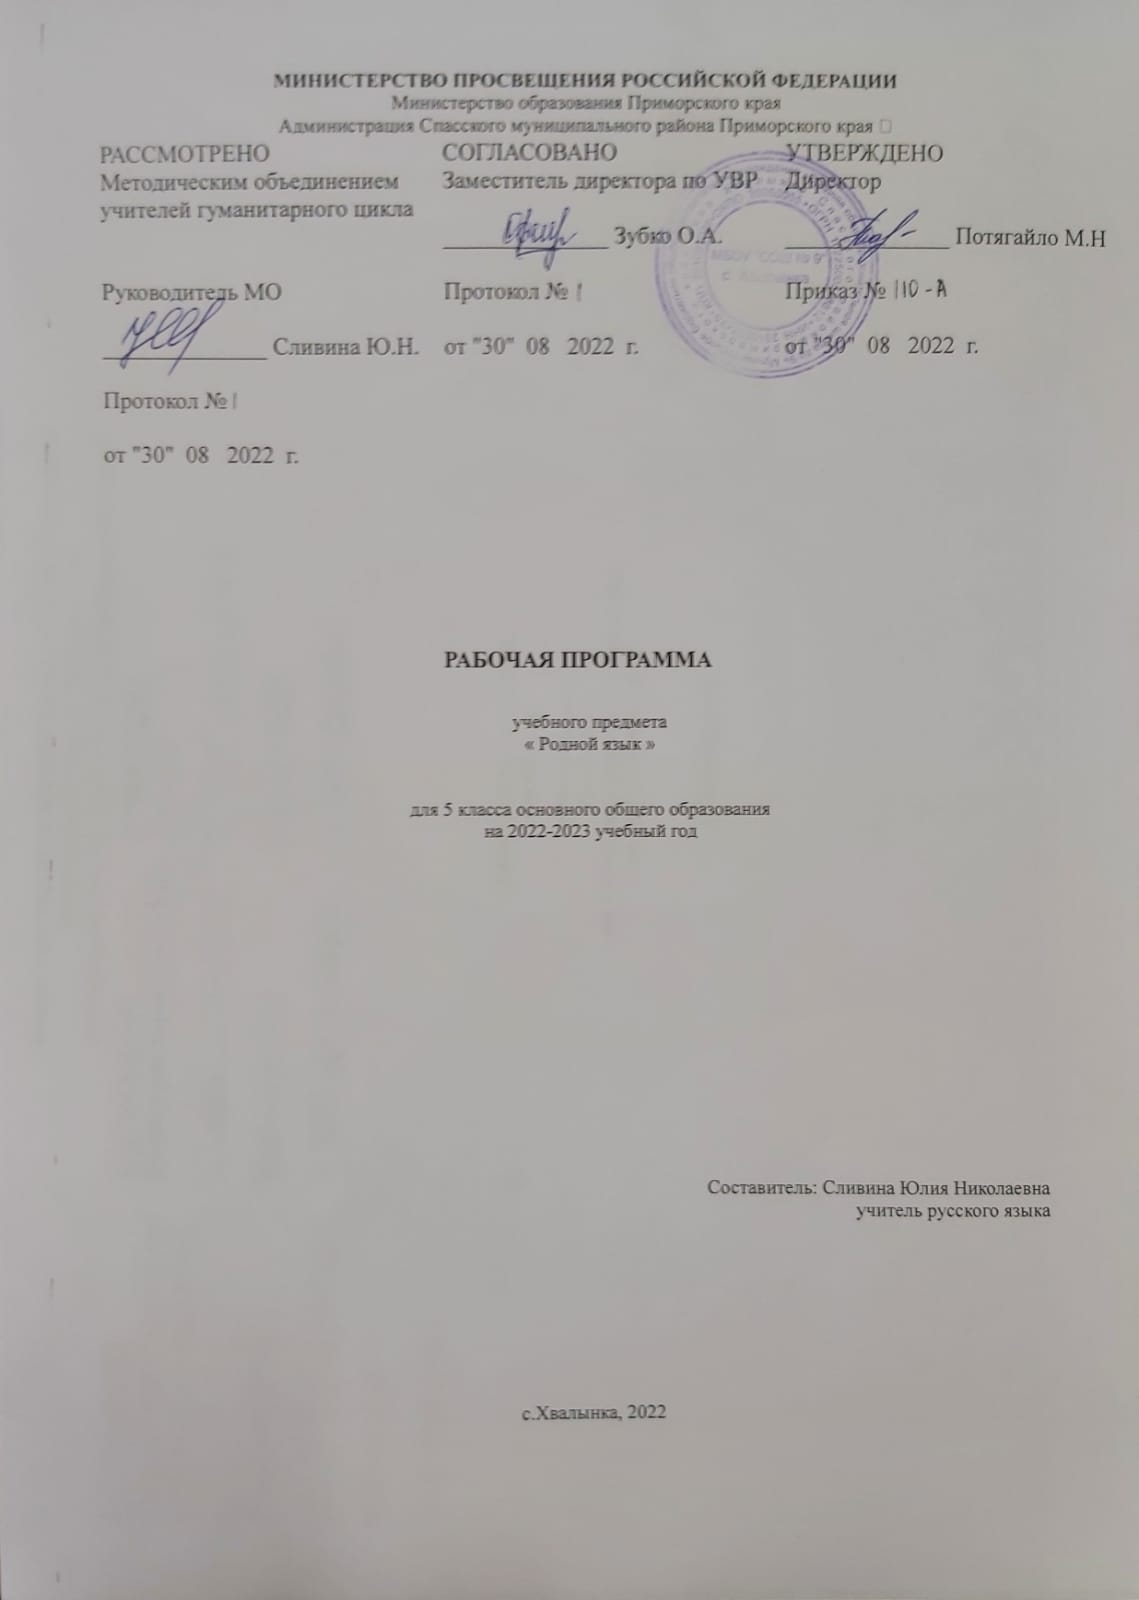 МИНИСТЕРСТВО ПРОСВЕЩЕНИЯ РОССИЙСКОЙ ФЕДЕРАЦИИ
Министерство образования Приморского края
Администрация Спасского муниципального района Приморского края
РАССМОТРЕНО
Методическим объединением
учителей гуманитарного цикла
Руководитель МО
______________ Сливина Ю.Н.
Протокол № 1
от "30" 08 2022 г.
СОГЛАСОВАНО
Заместитель директора по УВР
______________ Зубко О.А.
Протокол № 1
от "30" 08 2022 г.
УТВЕРЖДЕНО
Директор
______________ Потягайло М.Н
Приказ № 110 -А
от "30" 08 2022 г.
РАБОЧАЯ ПРОГРАММА
учебного предмета
« Родной язык »
для 5 класса основного общего образования
на 2022-2023 учебный год
Составитель: Сливина Юлия Николаевна
учитель русского языка
с.Хвалынка, 2022